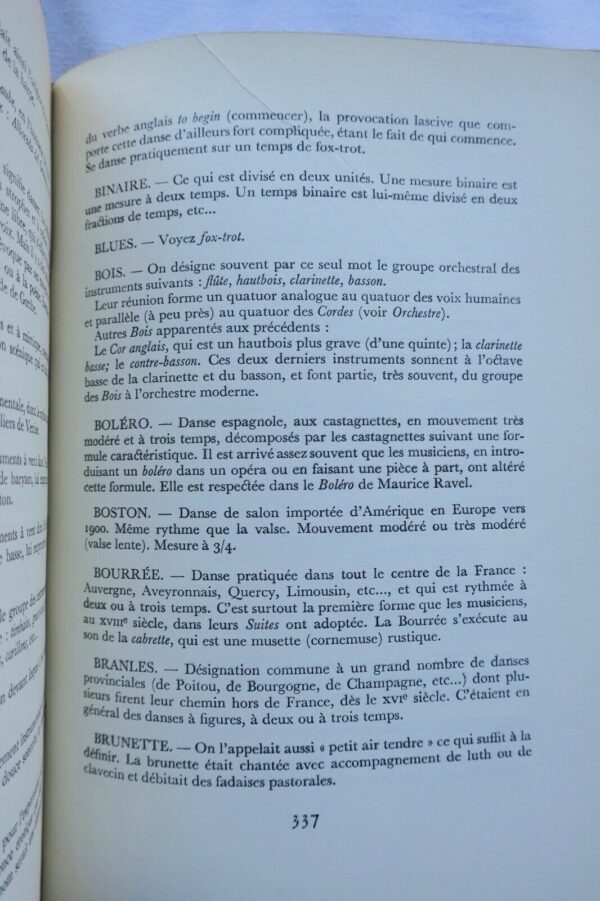 du verbe anglais to begin (commencer), la provocation lascive que com-
porte cette danse d'ailleurs fort compliquée, étant le fait de qui commence.
Se danse pratiquement sur un temps de fox-trot.
BINAIRE. — Ce qui est divisé en deux unités. Une mesure binaire est
une mesure à deux temps. Un temps binaire est lui-même divisé en deux
fractions de temps, etc...
BLUES. — Voyez fox-trot.
BOIS. — On désigne souvent par ce seul mot le groupe orchestral des
instruments suivants : flûte, hautbois, clarinette, basson.
Leur réunion forme un quatuor analogue au quatuor des voix humaines
et parallèle (à peu près) au quatuor des Cordes (voir Orchestre).
Autres Bois apparentés aux précédents :
Le Cor anglais, qui est un hautbois plus grave (d'une quinte) ; la clarinette
basse; le contre-basson. Ces deux derniers instruments sonnent à l'octave
basse de la clarinette et du basson, et font partie, très souvent, du groupe
des Bois à l'orchestre moderne.
BOLÉRO. — Danse espagnole, aux castagnettes, en mouvement très
modéré et à trois temps, décomposés par les castagnettes suivant une for-
mule caractéristique. Il est arrivé assez souvent que les musiciens, en intro-
duisant un boléro dans un opéra ou en faisant une pièce à part, ont altéré
cette formule. Elle est respectée dans le Boléro de Maurice Ravel.
BOSTON. — Danse de salon importée d'Amérique en Europe vers
1900. Même rythme que la valse. Mouvement modéré ou très modéré
(valse lente). Mesure à 3/4.
BOURRÉE. — Danse pratiquée dans tout le centre de la France :
Auvergne, Aveyronnais, Quercy, Limousin, etc..., et qui est rythmée à
deux ou à trois temps. C'est surtout la première forme que les musiciens,
au XVIIIe siècle, dans leurs Suites ont adoptée. La Bourrée s'exécute au
son de la cabrette, qui est une musette (cornemuse) rustique.
BRANLES. — Désignation commune à un grand nombre de danses
provinciales (de Poitou, de Bourgogne, de Champagne, etc...) dont plu-
sieurs firent leur chemin hors de France, dès le XVIe siècle. C'étaient en
général des danses à figures, à deux ou à trois temps.
BRUNETTE. — On l'appelait aussi « petit air tendre » ce qui suffit à la
définir. La brunette était chantée avec accompagnement de luth ou de
clavecin et débitait des fadaises pastorales.
337